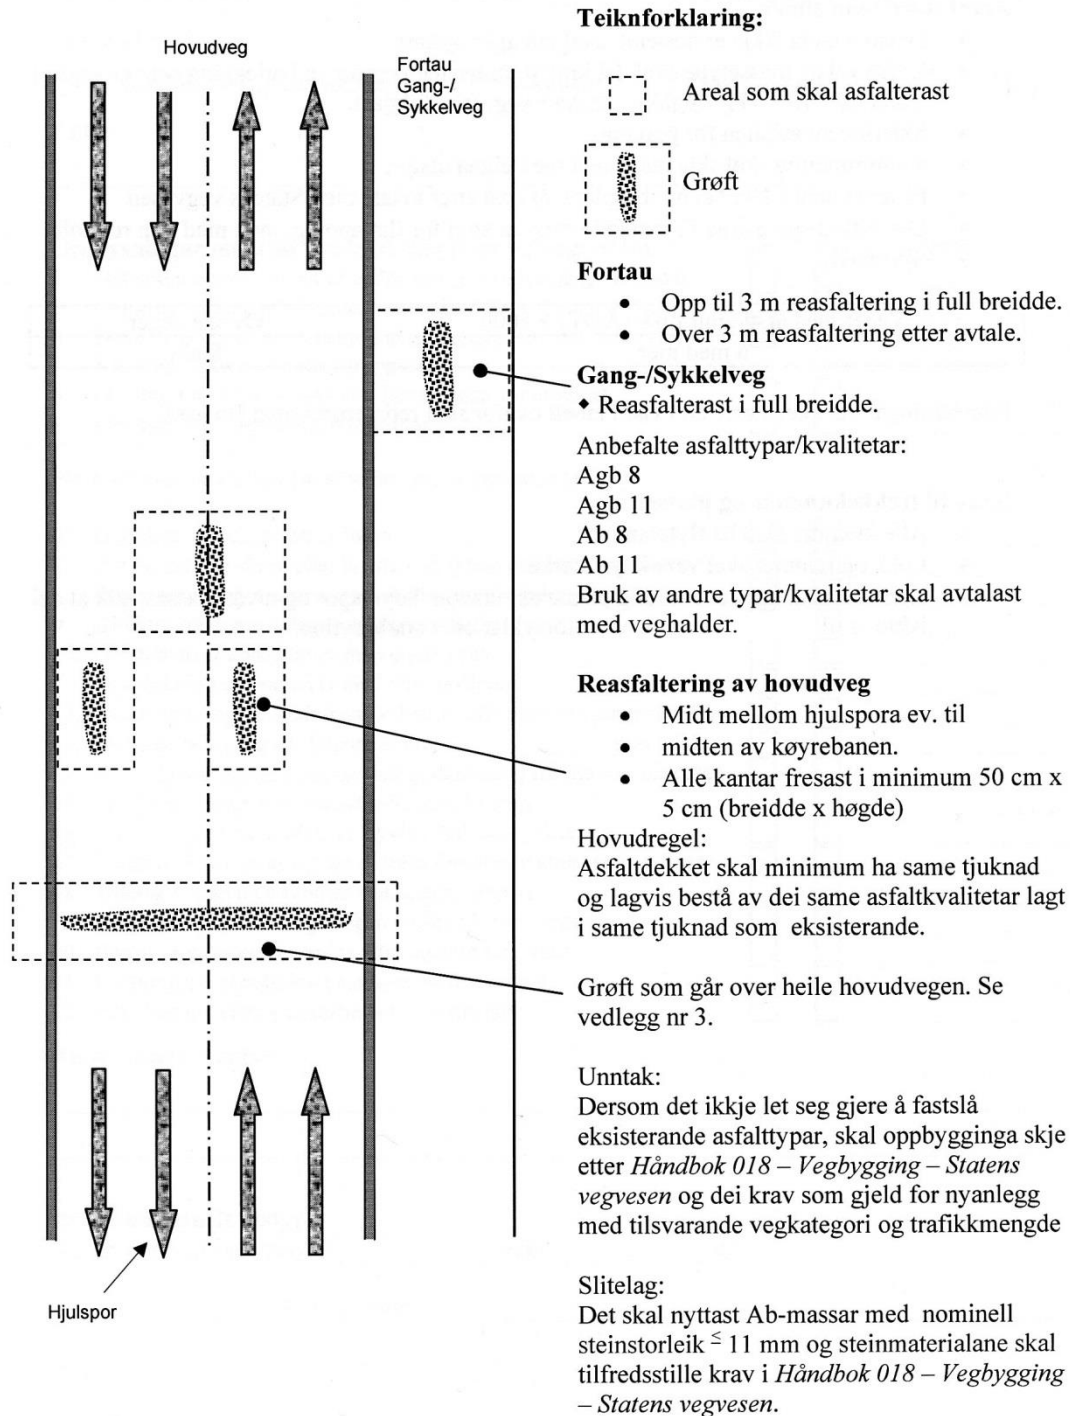 Teiknforklaring:
Hovudveg
Fortau
Gang-/
Sykkelveg
Areal som skal asfalterast
Grøft
Fortau
• Opp til 3 m reasfaltering i full breidde.
• Over 3 m reasfaltering etter avtale.
Gang-/Sykkelveg
◆ Reasfalterast i full breidde.
Anbefalte asfalttypar/kvalitetar:
Agb 8
Agb 11
Ab 8
Ab 11
Bruk av andre typar/kvalitetar skal avtalast
med veghalder.
Reasfaltering av hovudveg
• Midt mellom hjulspora ev. til
• midten av køyrebanen.
• Alle kantar fresast i minimum 50 cm x
5 cm (breidde x høgde)
Hovudregel:
Asfaltdekket skal minimum ha same tjuknad
og lagvis bestå av dei same asfaltkvalitetar lagt
i same tjuknad som eksisterande.
Grøft som går over heile hovudvegen. Se
vedlegg nr 3.
Unntak:
Dersom det ikkje let seg gjere å fastslå
eksisterande asfalttypar, skal oppbygginga skje
etter Håndbok 018 – Vegbygging – Statens
vegvesen og dei krav som gjeld for nyanlegg
med tilsvarande vegkategori og trafikkmengde
Hjulspor
Slitelag:
Det skal nyttast Ab-massar med nominell
steinstorleik ≤ 11 mm og steinmaterialane skal
tilfredsstille krav i Håndbok 018 – Vegbygging
– Statens vegvesen.